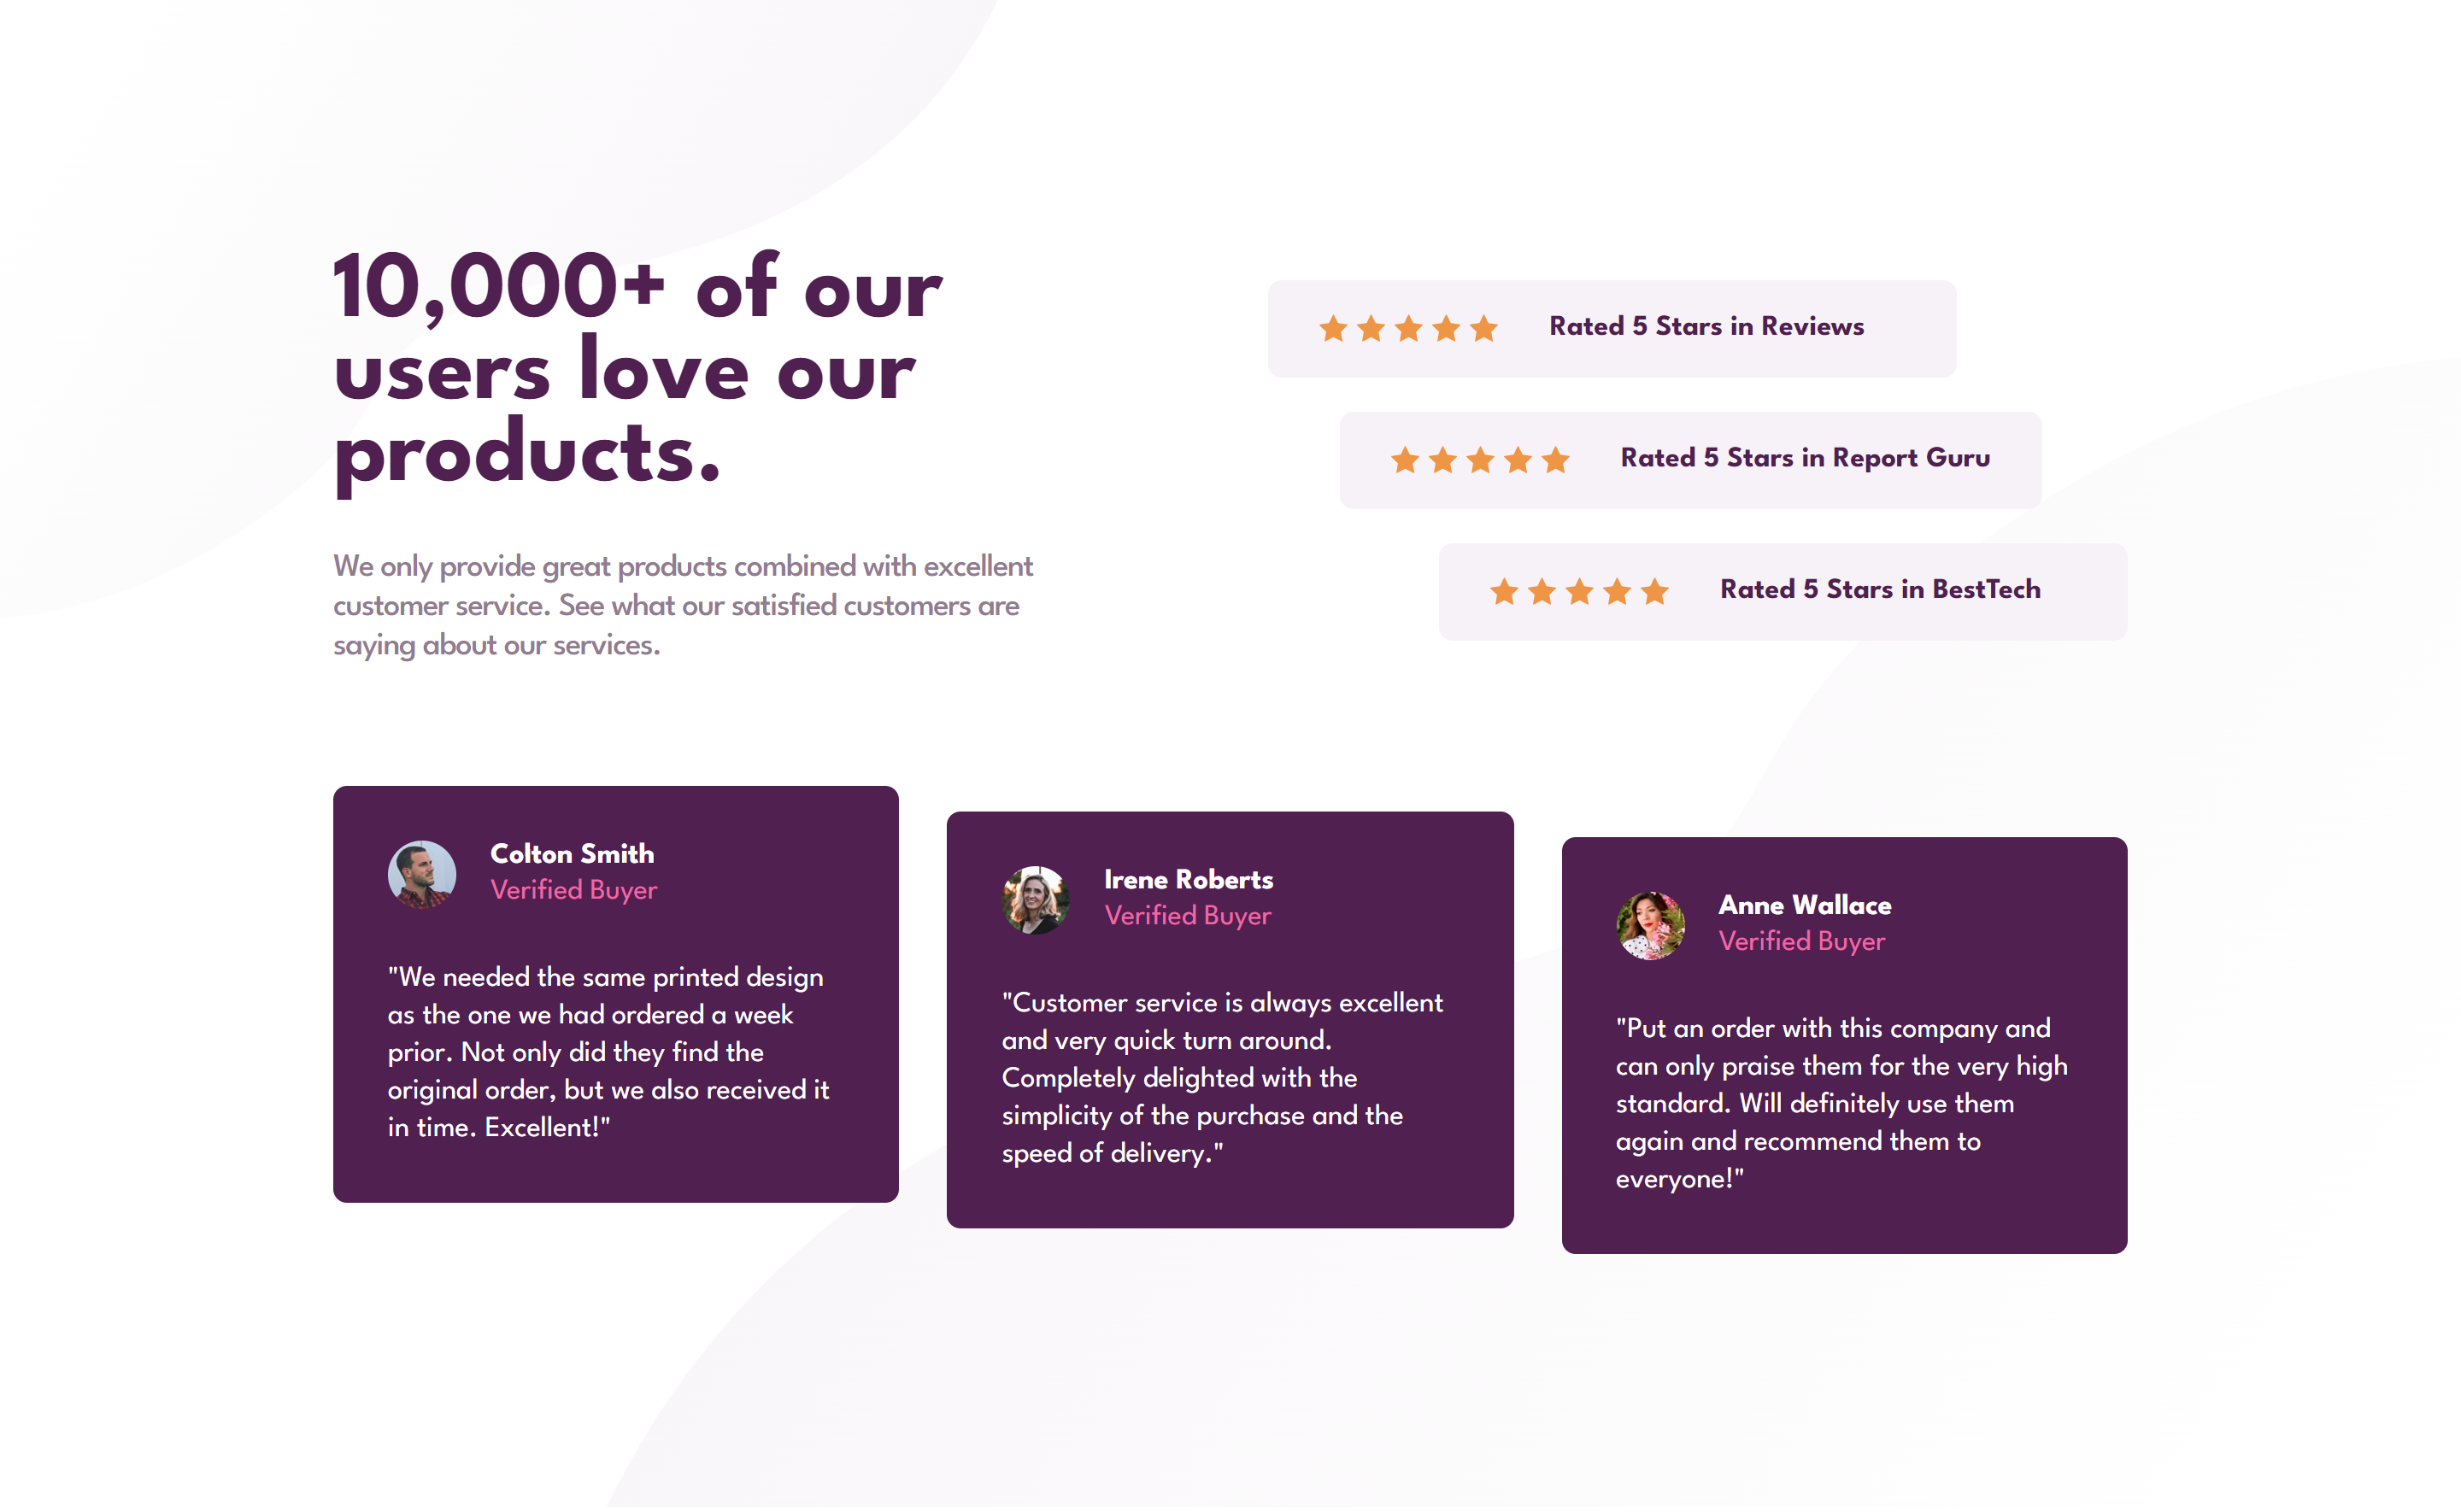 10,000+ of our
users love our
products.
We only provide great products combined with excellent
customer service. See what our satisfied customers are
saying about our services.
Rated 5 Stars in Reviews
Rated 5 Stars in Report Guru
Rated 5 Stars in BestTech
Colton Smith
Verified Buyer
"We needed the same printed design
as the one we had ordered a week
prior. Not only did they find the
original order, but we also received it
in time. Excellent!"
Irene Roberts
Verified Buyer
"Customer service is always excellent
and very quick turn around.
Completely delighted with the
simplicity of the purchase and the
speed of delivery."
Anne Wallace
Verified Buyer
"Put an order with this company and
can only praise them for the very high
standard. Will definitely use them
again and recommend them to
everyone!"